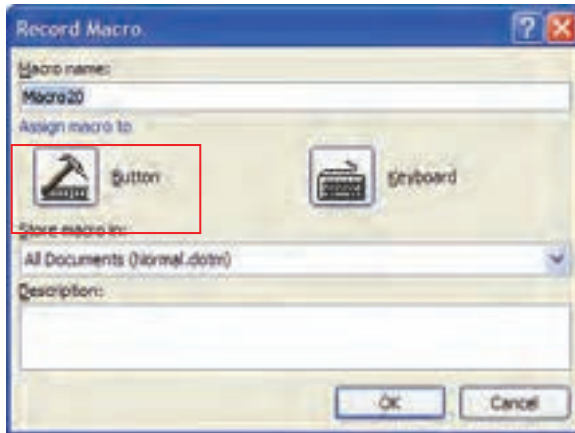 Record Macro
Macro name:
Macro20
Assign macro to
Button
Keyboard
Store macro in:
All Documents (Normal.dotm)
Description:
OK
Cancel